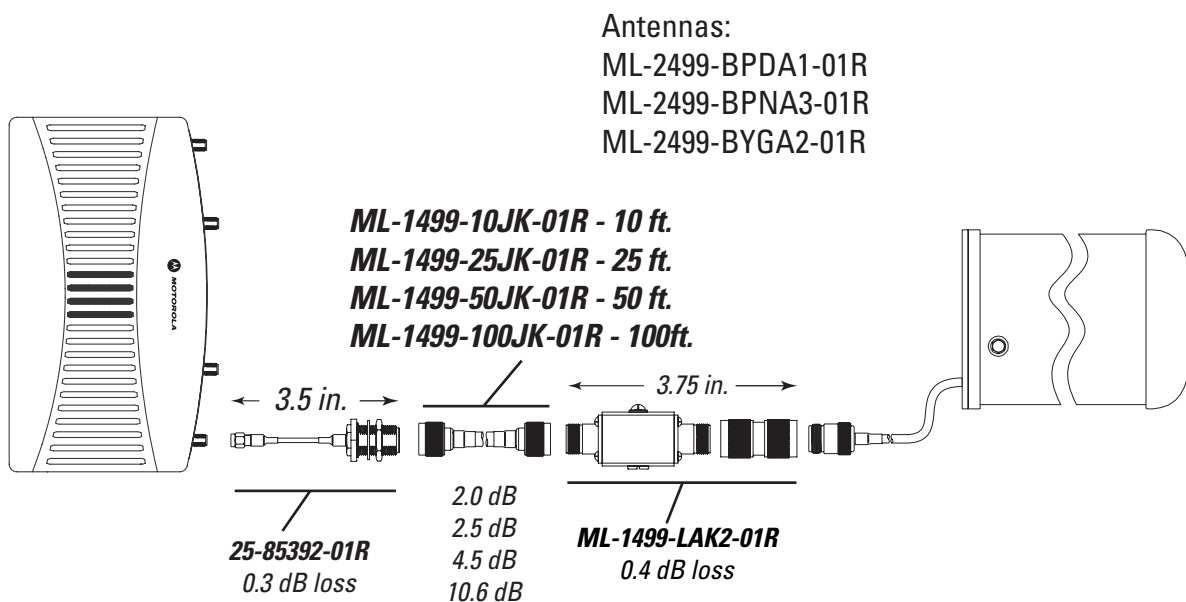 Antennas:
ML-2499-BPDA1-01R
ML-2499-BPNA3-01R
ML-2499-BYGA2-01R
ML-1499-10JK-01R - 10 ft.
ML-1499-25JK-01R - 25 ft.
ML-1499-50JK-01R - 50 ft.
ML-1499-100JK-01R - 100ft.
MOTOROLA
3.5 in.
3.75 in.
25-85392-01R
0.3 dB loss
2.0 dB
2.5 dB
4.5 dB
10.6 dB
ML-1499-LAK2-01R
0.4 dB loss